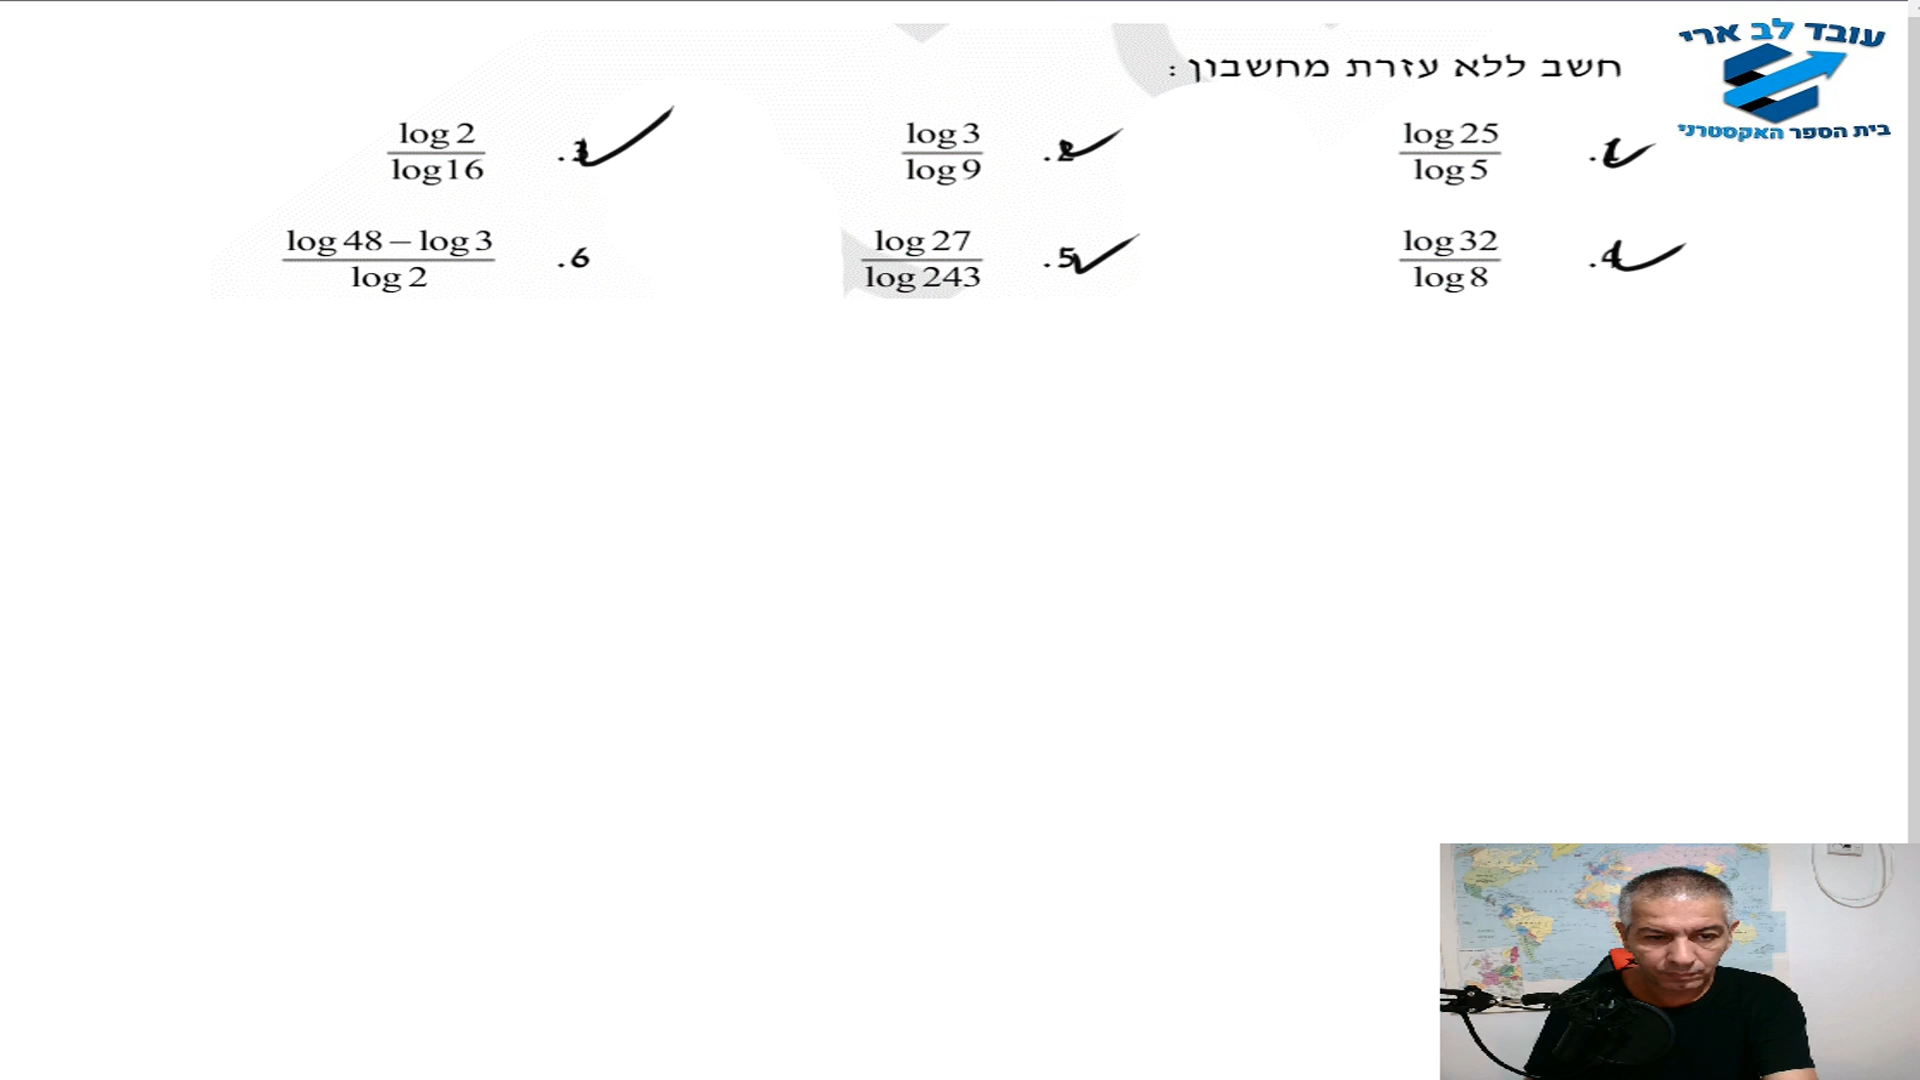 עובד לב ארי
בית הספר האקסטרני
חשב ללא עזרת מחשבון :
1. log 25 / log 5
2. log 3 / log 9
3. log 2 / log 16
4. log 32 / log 8
5. log 27 / log 243
6. log 48 – log 3 / log 2